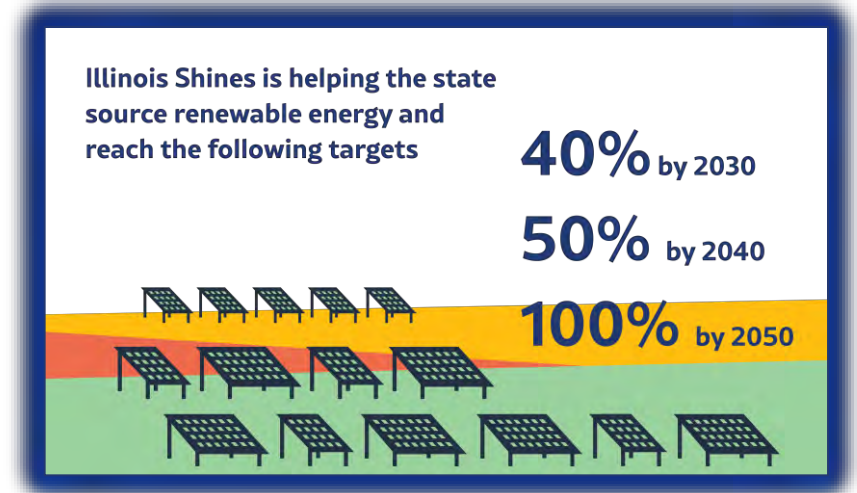 Illinois Shines is helping the state
source renewable energy and
reach the following targets
40% by 2030
50% by 2040
100% by 2050